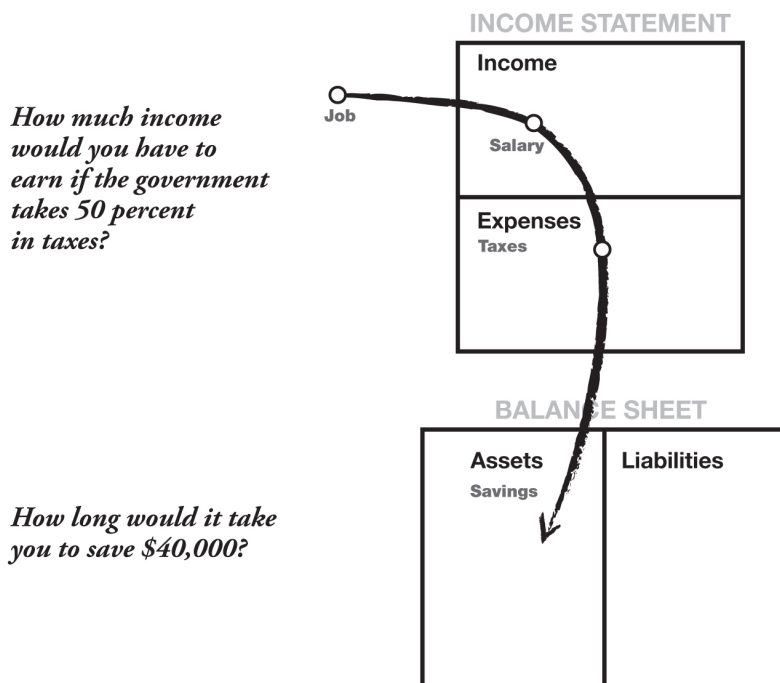 INCOME STATEMENT
Income
Job
Salary
How much income
would you have to
earn if the government
takes 50 percent
in taxes?
Expenses
Taxes
BALANCE SHEET
Assets
Liabilities
Savings
How long would it take
you to save $40,000?